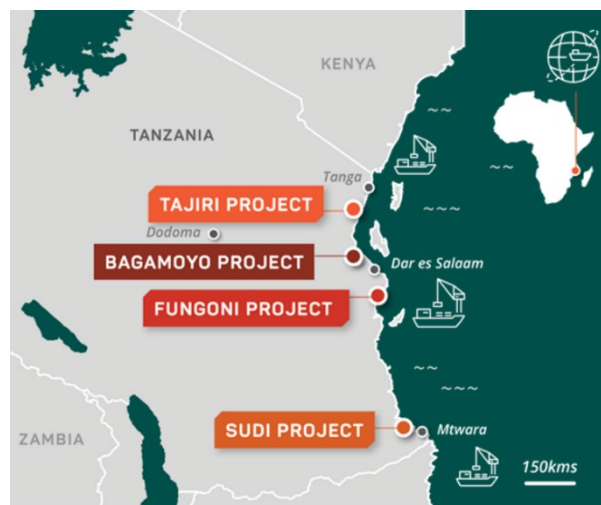 KENYA
TANZANIA
Tanga
TAJIRI PROJECT
Dodoma
BAGAMOYO PROJECT
Dar es Salaam
FUNGONI PROJECT
SUDI PROJECT
Mtwara
ZAMBIA
150kms